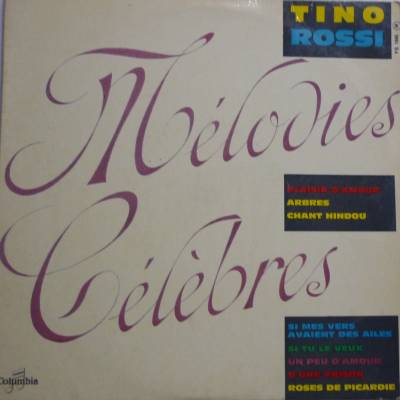 TINO
ROSSI
Mélodies
Célèbres
PLAISIR D'AMOUR
ARBRES
CHANT HINDOU
SI MES VERS
AVAIENT DES AILES
SI TU LE VEUX
UN PEU D'AMOUR
ROSES DE PICARDIE
Columbia